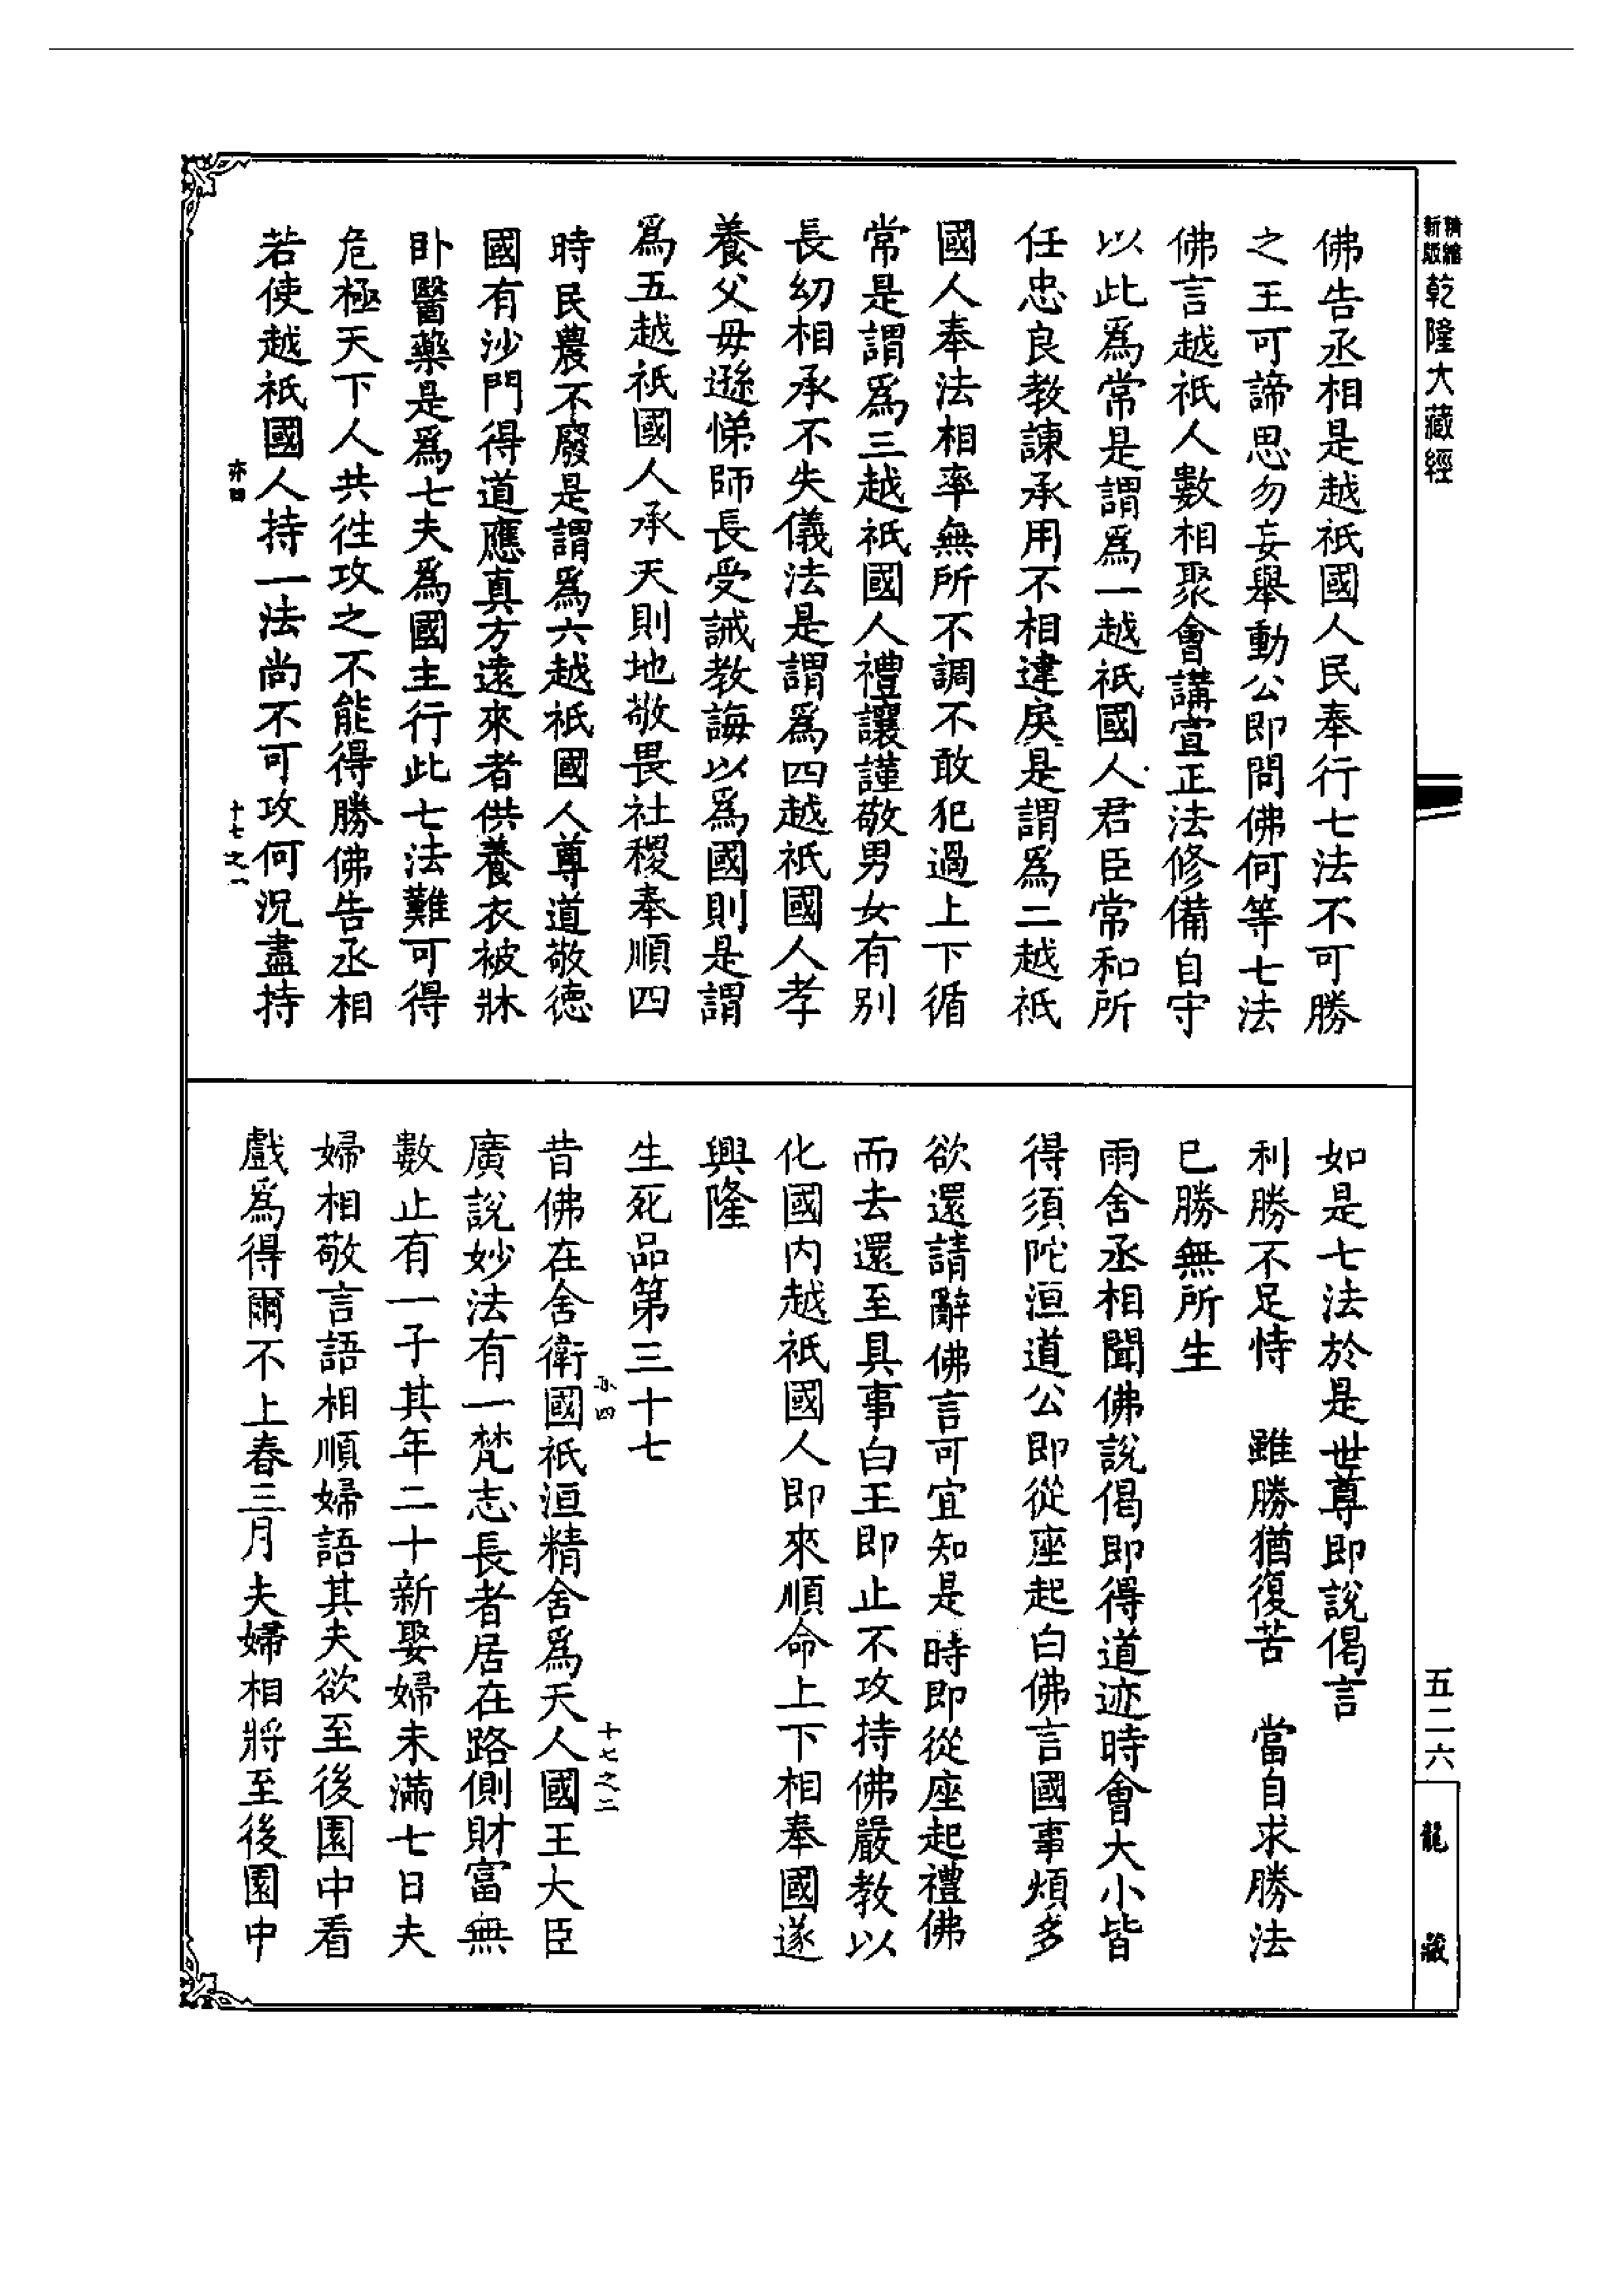 精縮
新版
乾隆大藏經
五二六
龍藏
佛告丞相是越祇國人民奉行七法不可勝
之王可諦思勿妄舉動公即問佛何等七法
佛言越祇人數相聚會講宣正法修備自守
以此爲常是謂爲一越祇國人君臣常和所
任忠良教諫承用不相違戾是謂爲二越祇
國人奉法相率無所不調不敢犯過上下循
常是謂爲三越祇國人禮讓謹敬男女有別
長幼相承不失儀法是謂爲四越祇國人孝
養父母遜悌師長受誡教誨以爲國則是謂
爲五越祇國人承天則地敬畏社稷奉順四
時民農不廢是謂爲六越祇國人尊道敬德
國有沙門得道應真方遠來者供養衣被牀
臥醫藥是爲七夫爲國主行此七法難可得
危極天下人共往攻之不能得勝佛告丞相
若使越祇國人持一法尚不可攻何況盡持
亦四
十七之一
如是七法於是世尊即說偈言
利勝不足恃　雖勝猶復苦　當自求勝法
已勝無所生
雨舍丞相聞佛說偈即得道迹時會大小皆
得須陀洹道公即從座起白佛言國事煩多
欲還請辭佛言可宜知是時即從座起禮佛
而去還至具事白王即止不攻持佛嚴教以
化國內越祇國人即來順命上下相奉國遂
興隆
生死品第三十七
亦四
十七之二
昔佛在舍衛國祇洹精舍爲天人國王大臣
廣說妙法有一梵志長者居在路側財富無
數止有一子其年二十新娶婦未滿七日夫
婦相敬言語相順婦語其夫欲至後園中看
戲爲得爾不上春三月夫婦相將至後園中